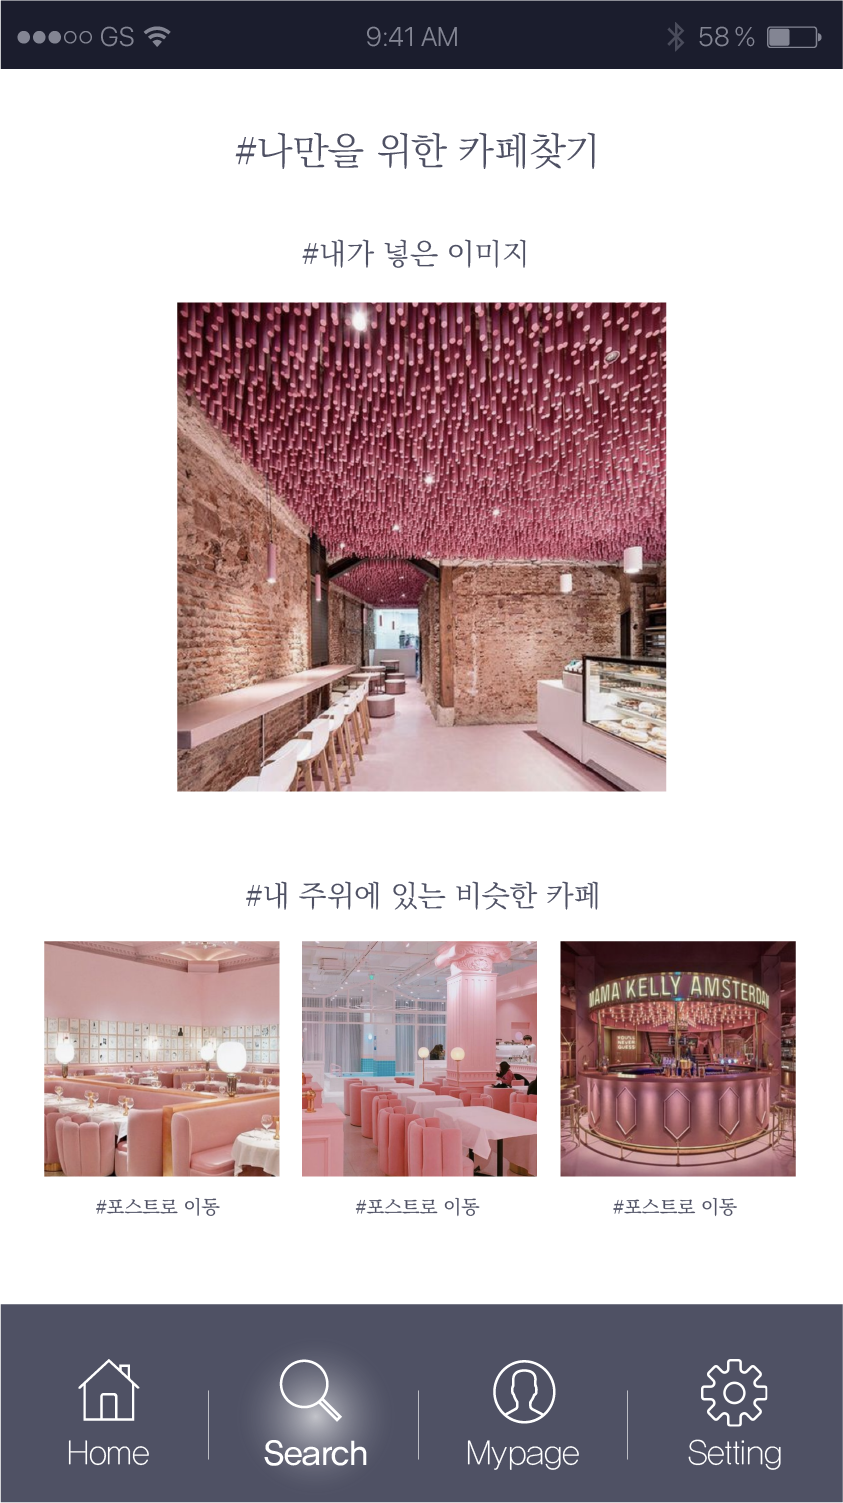 GS 9:41 AM 58 %
#나만을 위한 카페찾기
#내가 넣은 이미지
#내 주위에 있는 비슷한 카페
MAMA KELLY AMSTERDAM
#포스트로 이동 #포스트로 이동 #포스트로 이동
Home Search Mypage Setting